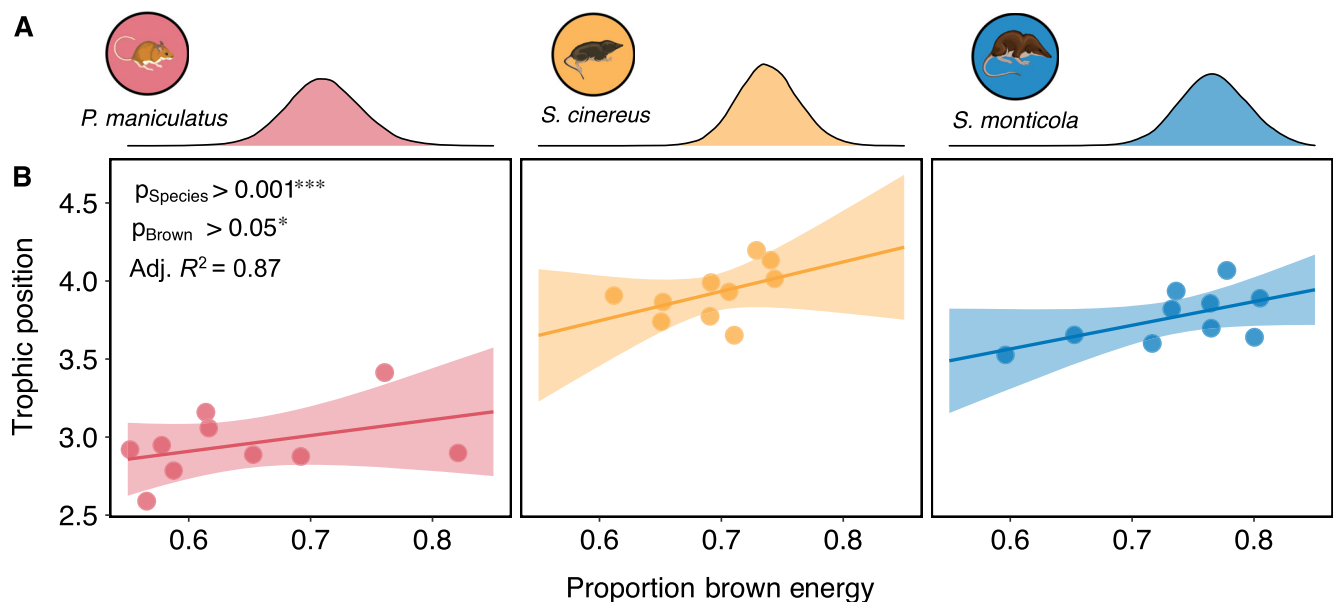 A
P. maniculatus
S. cinereus
S. monticola
B
pSpecies > 0.001***
pBrown > 0.05*
Adj. R² = 0.87
4.5
4.0
3.5
3.0
2.5
Trophic position
0.6 0.7 0.8
0.6 0.7 0.8
0.6 0.7 0.8
Proportion brown energy